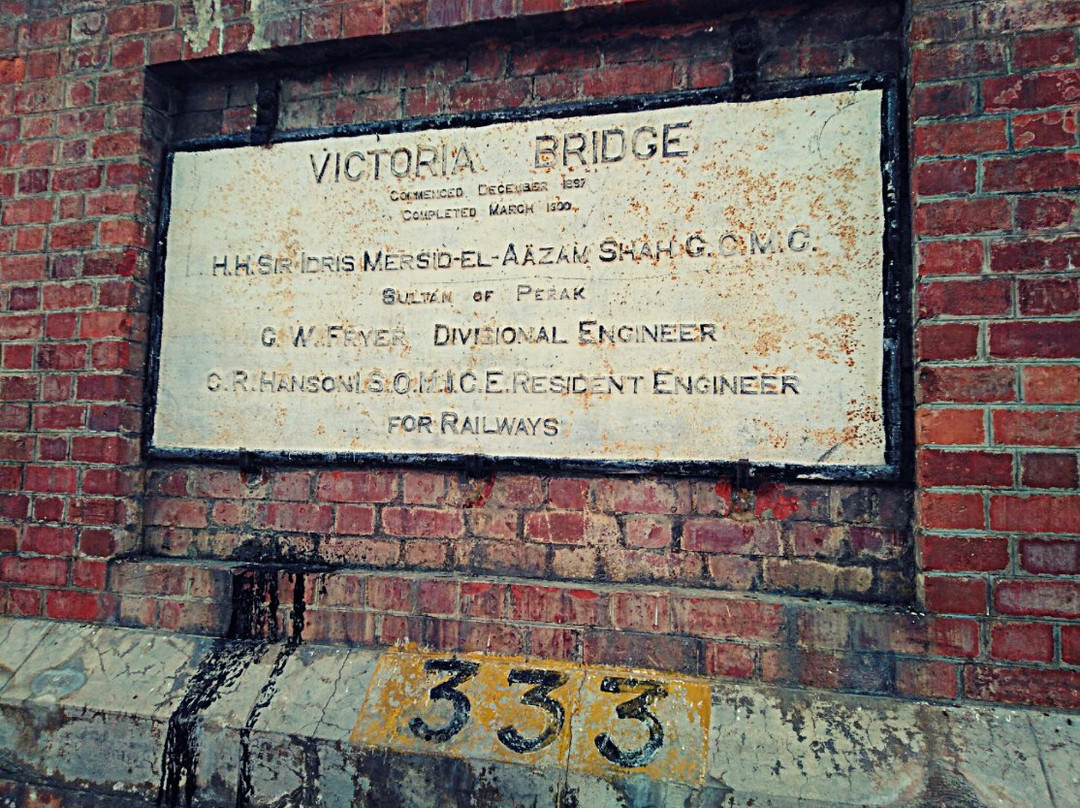 VICTORIA BRIDGE
COMMENCED DECEMBER 1897
COMPLETED MARCH 1900
H.H. SIR IDRIS MERSID-EL-AÄZAM SHAH G.C.M.G.
SULTAN OF PERAK
G. W. FRYER DIVISIONAL ENGINEER
C.R. HANSON I.S.O.M.I.C.E. RESIDENT ENGINEER
FOR RAILWAYS
333